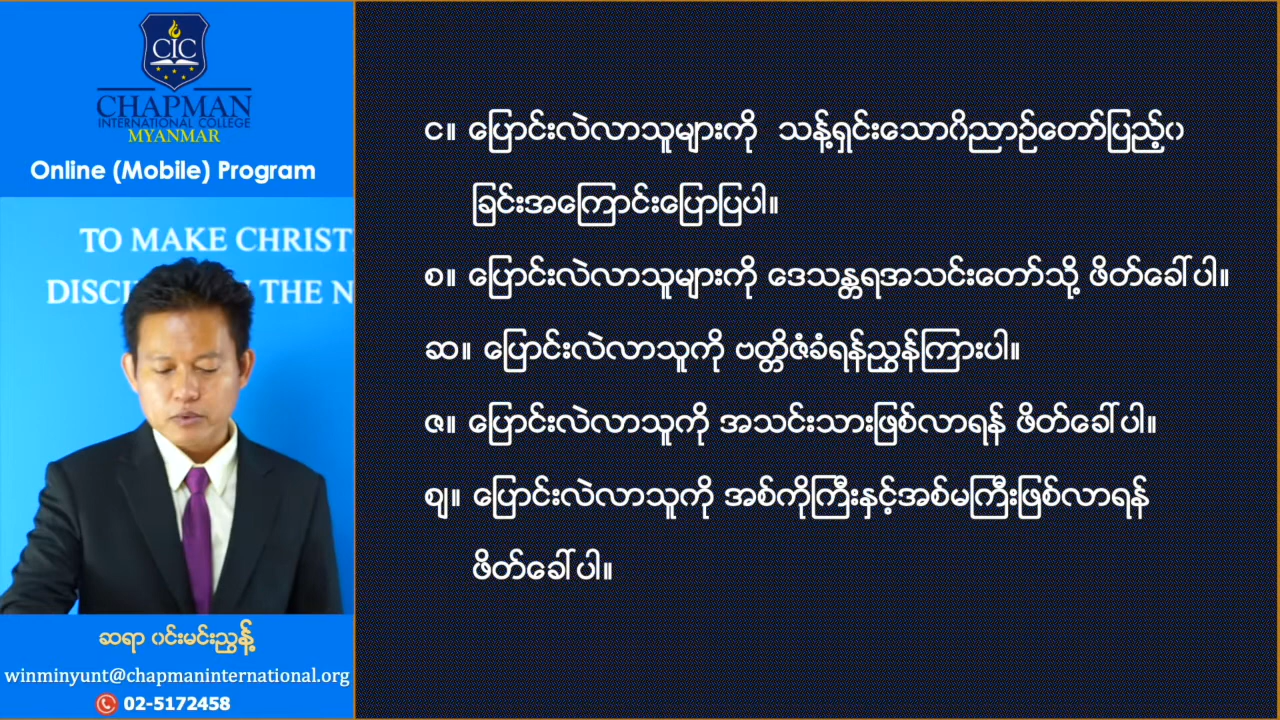 CIC
CHAPMAN
INTERNATIONAL COLLEGE
MYANMAR
Online (Mobile) Program
TO MAKE CHRIST
DISCI THE N
ဆရာ ဝင်းမင်းညွန့်
winminyunt@chapmaninternational.org
02-5172458
င။ ပြောင်းလဲလာသူများကို သန့်ရှင်းသောဝိညာဉ်တော်ပြည့်ဝ
ခြင်းအကြောင်းပြောပြပါ။
စ။ ပြောင်းလဲလာသူများကို ဒေသန္တရအသင်းတော်သို့ ဖိတ်ခေါ်ပါ။
ဆ။ ပြောင်းလဲလာသူကို ဗတ္တိဇံခံရန်ညွှန်ကြားပါ။
ဇ။ ပြောင်းလဲလာသူကို အသင်းသားဖြစ်လာရန် ဖိတ်ခေါ်ပါ။
စျ။ ပြောင်းလဲလာသူကို အစ်ကိုကြီးနှင့်အစ်မကြီးဖြစ်လာရန်
ဖိတ်ခေါ်ပါ။